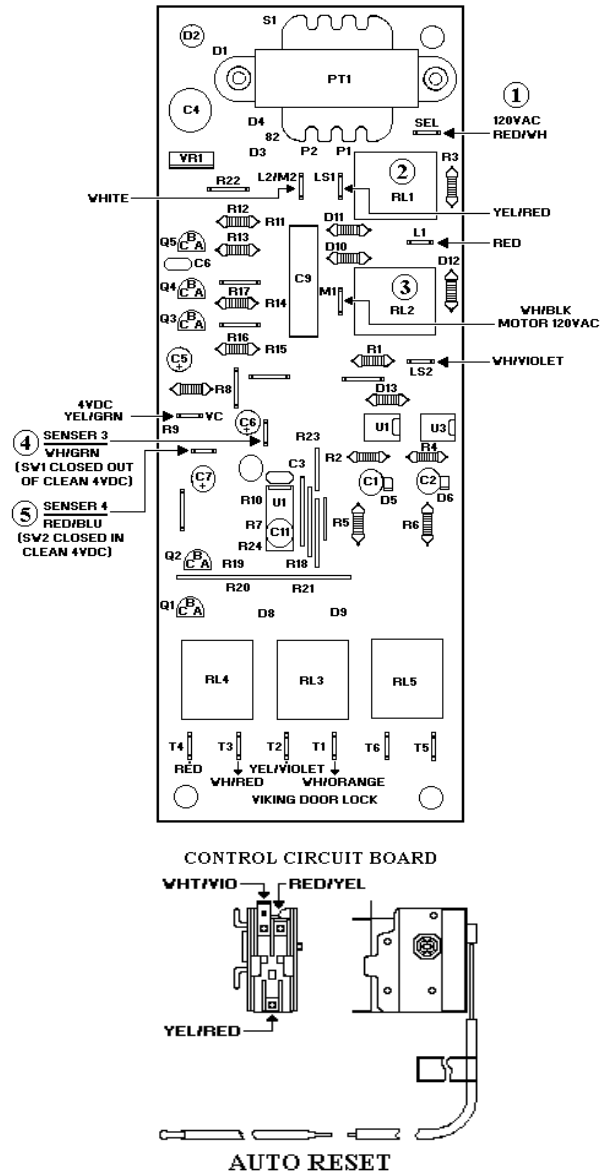 S1
D2
D1
PT1
1
C4
D4
SEL
120VAC
RED/WH
82
VR1
D3
P2
P1
R3
L2/M2
LS1
2
R22
RL1
WHITE
YEL/RED
R12
R11
D11
L1
RED
Q5
B
C A
R13
D10
C6
D12
C9
Q4
B
C A
R17
R14
M1
3
RL2
WH/BLK
MOTOR 120VAC
Q3
B
C A
R16
R15
R1
WH/VIOLET
C5
+
LS2
R8
D13
4VDC
YEL/GRN
VC
R9
C6
+
U1
U3
4
SENSER 3
WH/GRN
(SW1 CLOSED OUT
OF CLEAN 4VDC)
R23
R2
R4
C7
+
C3
C1
C2
D5
D6
5
SENSER 4
RED/BLU
(SW2 CLOSED IN
CLEAN 4VDC)
R10
U1
R7
C11
R5
R6
R24
Q2
B
C A
R19
R18
R20
R21
Q1
B
C A
D8
D9
RL4
RL3
RL5
T4
T3
T2
T1
T6
T5
RED
YEL/VIOLET
WH/RED
WH/ORANGE
VIKING DOOR LOCK
CONTROL CIRCUIT BOARD
WHT/VIO
RED/YEL
YEL/RED
AUTO RESET